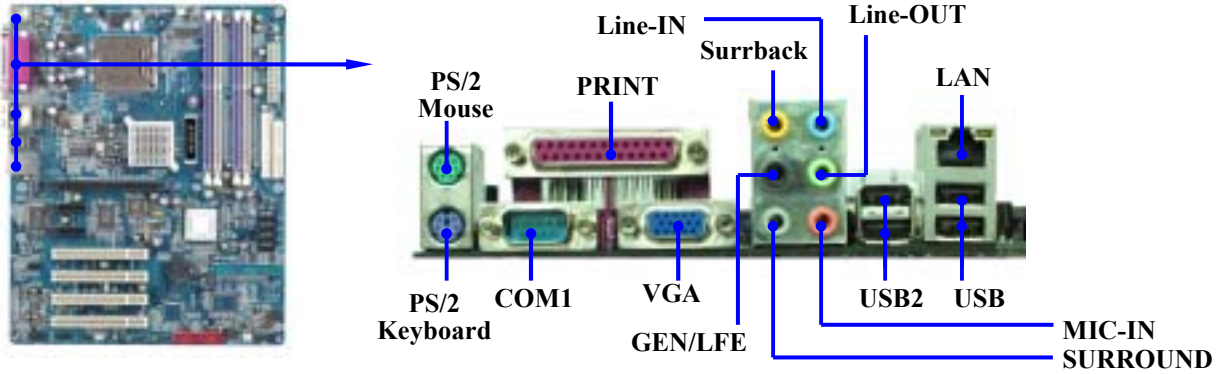 Line-IN
Line-OUT
Surrback
PS/2
Mouse
PRINT
LAN
PS/2
Keyboard
COM1
VGA
GEN/LFE
USB2
USB
MIC-IN
SURROUND